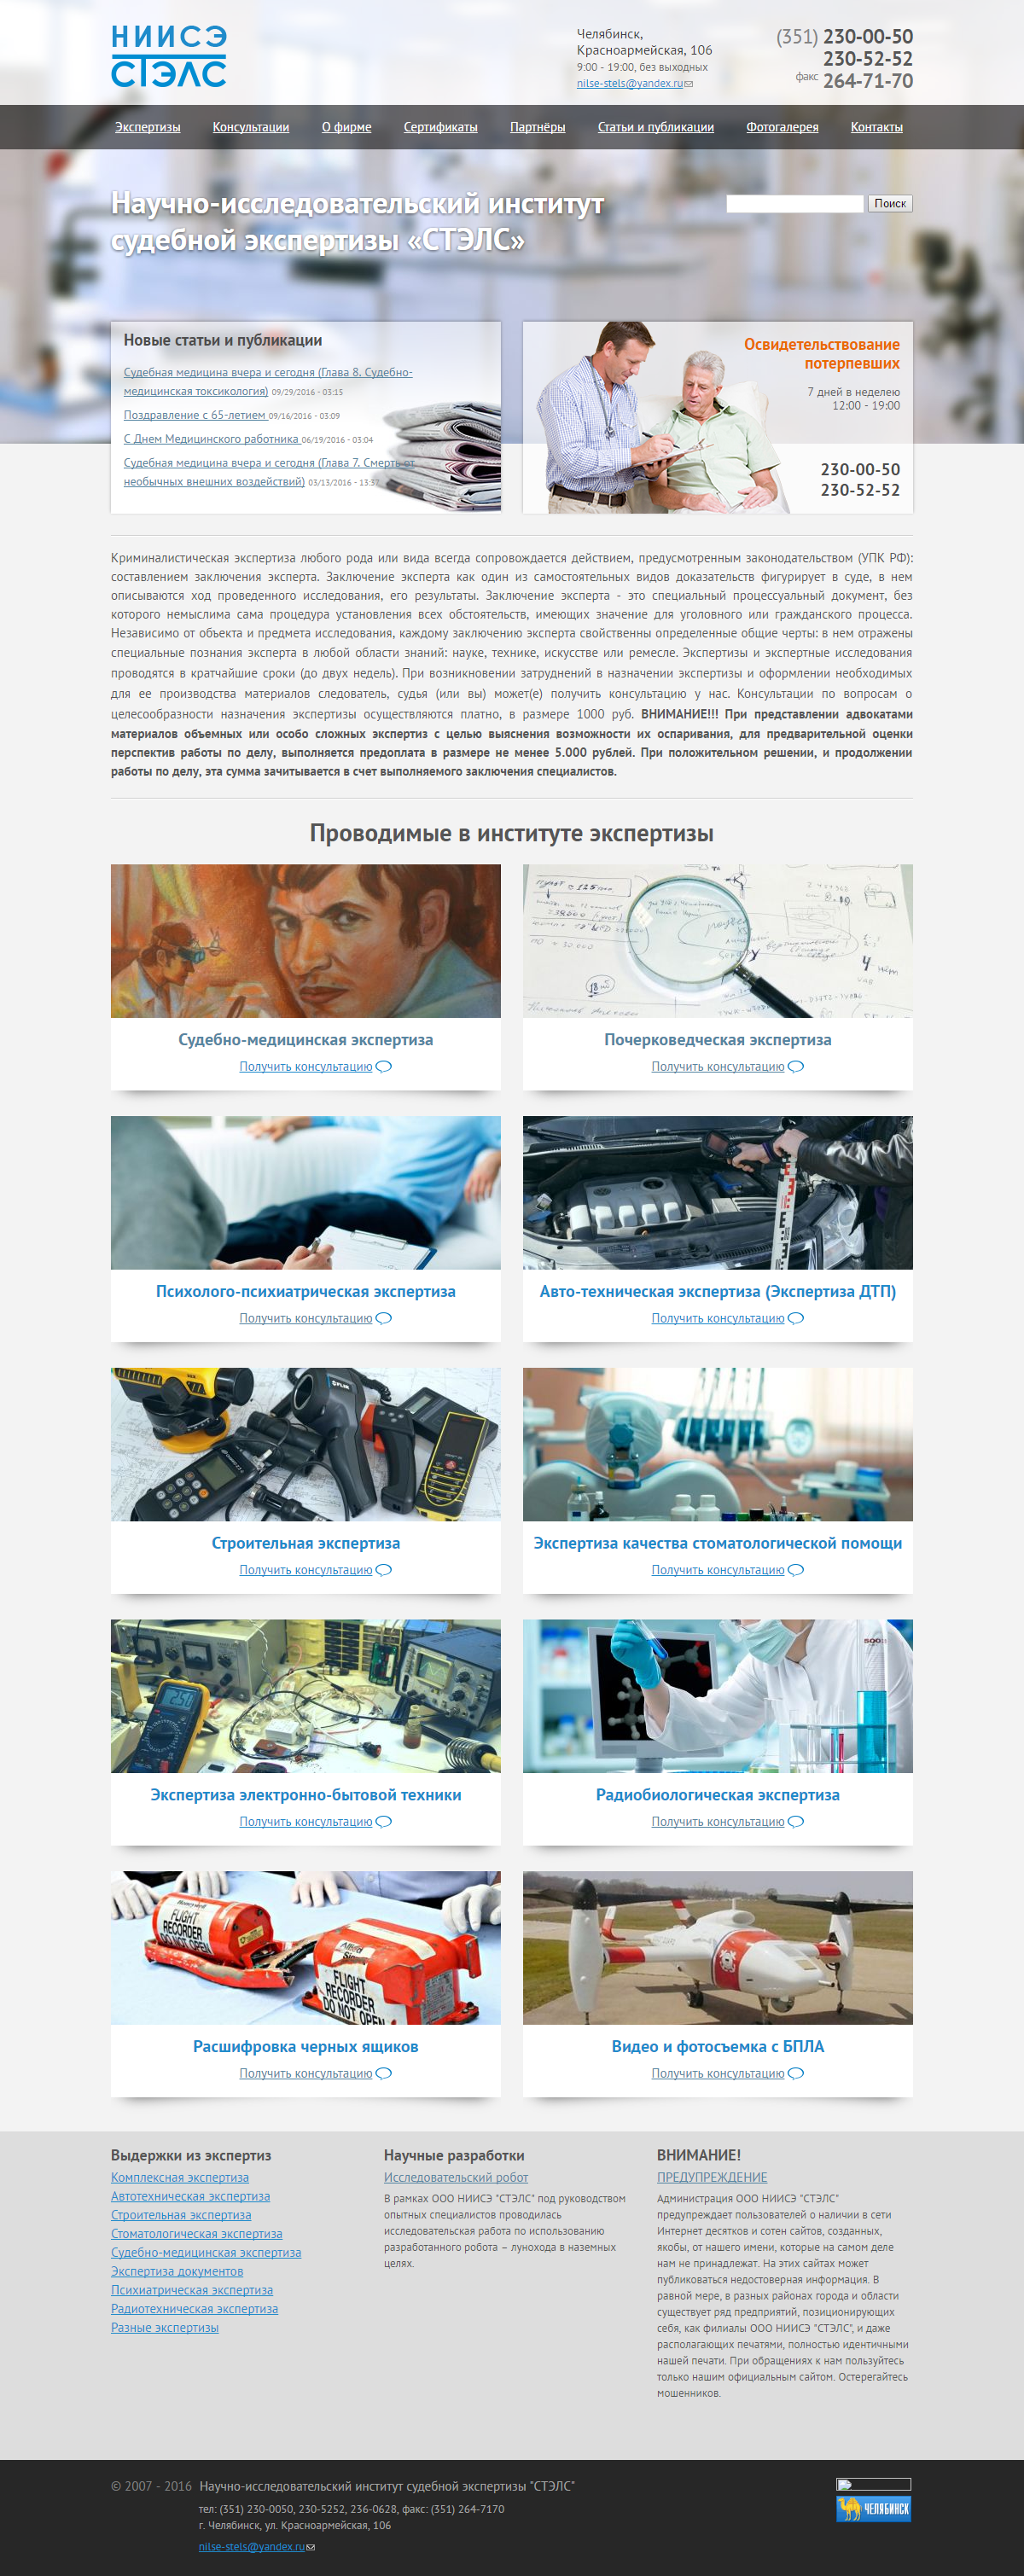 НИИСЭ
СТЭЛС
Челябинск,
Красноармейская, 106
9:00 - 19:00, без выходных
nilse-stels@yandex.ru
(351) 230-00-50
230-52-52
факс 264-71-70
Экспертизы Консультации О фирме Сертификаты Партнёры Статьи и публикации Фотогалерея Контакты
Научно-исследовательский институт
судебной экспертизы «СТЭЛС»
Поиск
Новые статьи и публикации
Судебная медицина вчера и сегодня (Глава 8. Судебно-
медицинская токсикология) 09/29/2016 - 03:15
Поздравление с 65-летием 09/16/2016 - 03:09
С Днем Медицинского работника 06/19/2016 - 03:04
Судебная медицина вчера и сегодня (Глава 7. Смерть от
необычных внешних воздействий) 03/13/2016 - 13:37
Освидетельствование
потерпевших
7 дней в неделю
12:00 - 19:00
230-00-50
230-52-52
Криминалистическая экспертиза любого рода или вида всегда сопровождается действием, предусмотренным законодательством (УПК РФ):
составлением заключения эксперта. Заключение эксперта как один из самостоятельных видов доказательств фигурирует в суде, в нем
описываются ход проведенного исследования, его результаты. Заключение эксперта - это специальный процессуальный документ, без
которого немыслима сама процедура установления всех обстоятельств, имеющих значение для уголовного или гражданского процесса.
Независимо от объекта и предмета исследования, каждому заключению эксперта свойственны определенные общие черты: в нем отражены
специальные познания эксперта в любой области знаний: науке, технике, искусстве или ремесле. Экспертизы и экспертные исследования
проводятся в кратчайшие сроки (до двух недель). При возникновении затруднений в назначении экспертизы и оформлении необходимых
для ее производства материалов следователь, судья (или вы) может(е) получить консультацию у нас. Консультации по вопросам о
целесообразности назначения экспертизы осуществляются платно, в размере 1000 руб. ВНИМАНИЕ!!! При представлении адвокатами
материалов объемных или особо сложных экспертиз с целью выяснения возможности их оспаривания, для предварительной оценки
перспектив работы по делу, выполняется предоплата в размере не менее 5.000 рублей. При положительном решении, и продолжении
работы по делу, эта сумма зачитывается в счет выполняемого заключения специалистов.
Проводимые в институте экспертизы
Судебно-медицинская экспертиза
Получить консультацию
Почерковедческая экспертиза
Получить консультацию
Психолого-психиатрическая экспертиза
Получить консультацию
Авто-техническая экспертиза (Экспертиза ДТП)
Получить консультацию
Строительная экспертиза
Получить консультацию
Экспертиза качества стоматологической помощи
Получить консультацию
Экспертиза электронно-бытовой техники
Получить консультацию
Радиобиологическая экспертиза
Получить консультацию
FLIGHT
RECORDER
DO NOT OPEN
FLIGHT
RECORDER
DO NOT OPEN
Расшифровка черных ящиков
Получить консультацию
Видео и фотосъемка с БПЛА
Получить консультацию
Выдержки из экспертиз
Комплексная экспертиза
Автотехническая экспертиза
Строительная экспертиза
Стоматологическая экспертиза
Судебно-медицинская экспертиза
Экспертиза документов
Психиатрическая экспертиза
Радиотехническая экспертиза
Разные экспертизы
Научные разработки
Исследовательский робот
В рамках ООО НИИСЭ "СТЭЛС" под руководством
опытных специалистов проводилась
исследовательская работа по использованию
разработанного робота – лунохода в наземных
целях.
ВНИМАНИЕ!
ПРЕДУПРЕЖДЕНИЕ
Администрация ООО НИИСЭ "СТЭЛС"
предупреждает пользователей о наличии в сети
Интернет десятков и сотен сайтов, созданных,
якобы, от нашего имени, которые на самом деле
нам не принадлежат. На этих сайтах может
публиковаться недостоверная информация. В
равной мере, в разных районах города и области
существует ряд предприятий, позиционирующих
себя, как филиалы ООО НИИСЭ "СТЭЛС", и даже
располагающих печатями, полностью идентичными
нашей печати. При обращениях к нам пользуйтесь
только нашим официальным сайтом. Остерегайтесь
мошенников.
© 2007 - 2016 Научно-исследовательский институт судебной экспертизы "СТЭЛС"
тел: (351) 230-0050, 230-5252, 236-0628, факс: (351) 264-7170
г. Челябинск, ул. Красноармейская, 106
nilse-stels@yandex.ru
ЧЕЛЯБИНСК